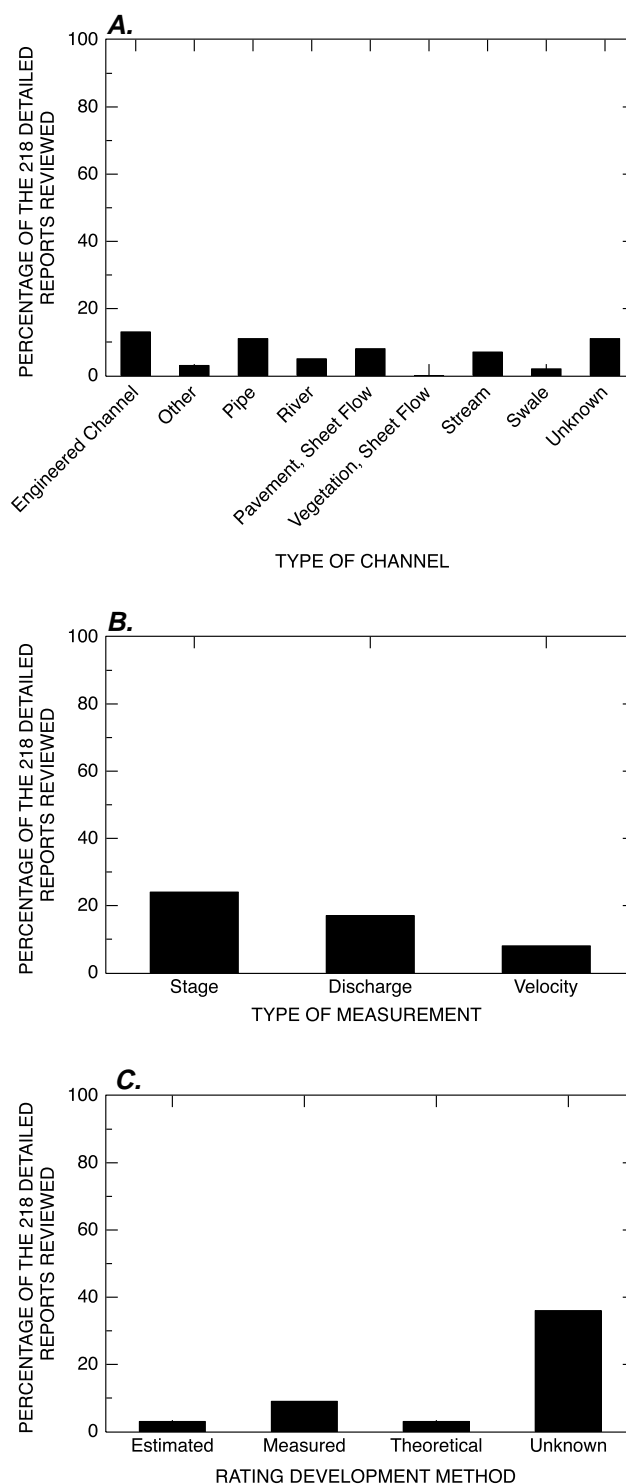 A.
PERCENTAGE OF THE 218 DETAILED
REPORTS REVIEWED
100
80
60
40
20
0
Engineered Channel
Other
Pipe
River
Pavement, Sheet Flow
Vegetation, Sheet Flow
Stream
Swale
Unknown
TYPE OF CHANNEL
B.
PERCENTAGE OF THE 218 DETAILED
REPORTS REVIEWED
100
80
60
40
20
0
Stage Discharge Velocity
TYPE OF MEASUREMENT
C.
PERCENTAGE OF THE 218 DETAILED
REPORTS REVIEWED
100
80
60
40
20
0
Estimated Measured Theoretical Unknown
RATING DEVELOPMENT METHOD